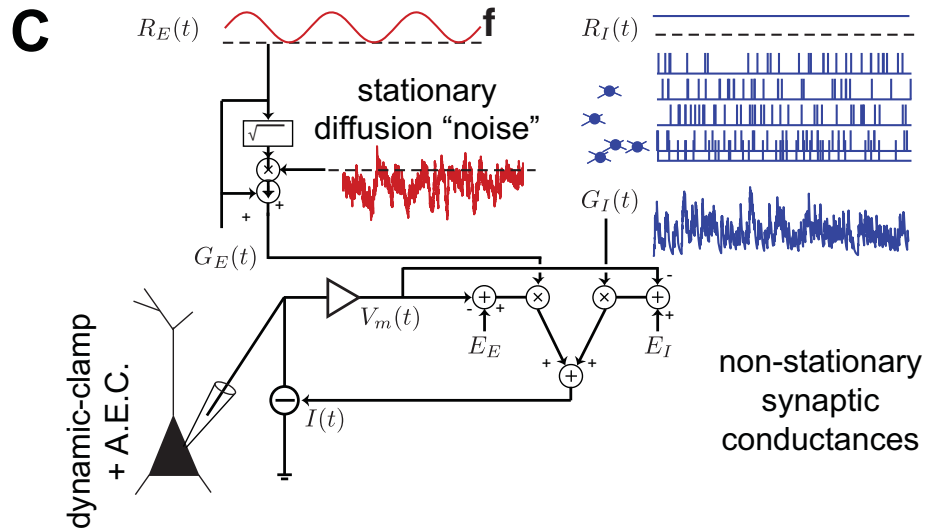 C
R_E(t)
f
R_I(t)
stationary
diffusion "noise"
√
×
+
+
G_E(t)
G_I(t)
-
V_m(t)
-
+
+
×
×
+
+
E_E
E_I
+
+
+
I(t)
−
dynamic-clamp
+ A.E.C.
non-stationary
synaptic
conductances